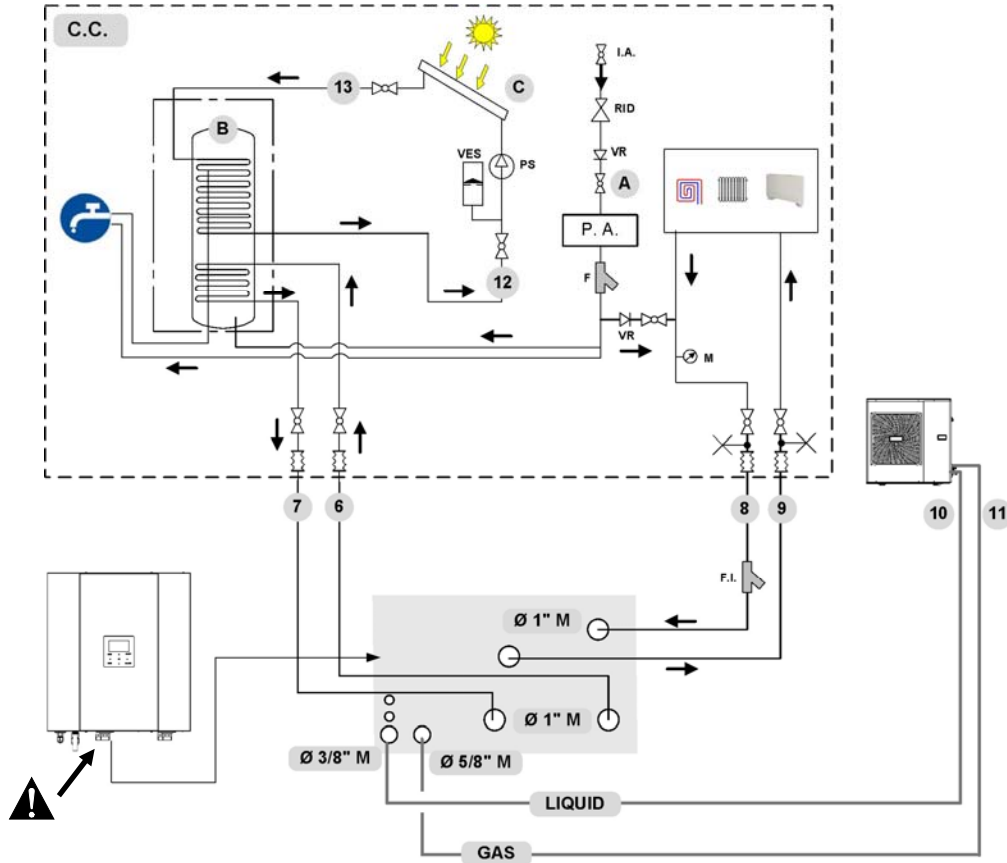 C.C.
I.A.
13
C
RID
B
VES
PS
VR
A
P. A.
12
F
VR
M
7
6
8
9
10
11
F.I.
Ø 1" M
Ø 1" M
Ø 3/8" M
Ø 5/8" M
!
LIQUID
GAS